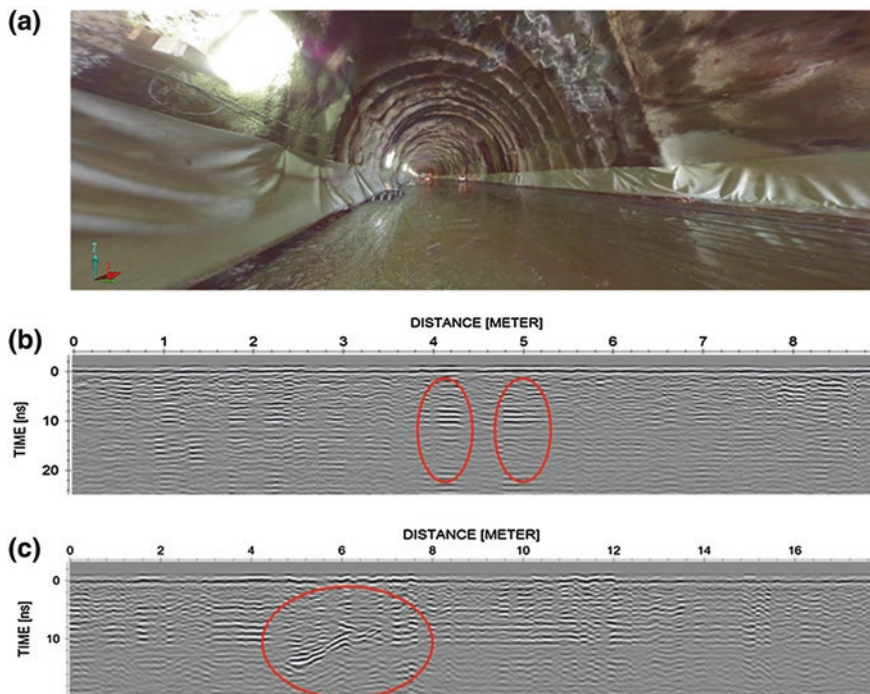 (a)
Z
(b)
DISTANCE [METER]
0 1 2 3 4 5 6 7 8
TIME [ns]
0
10
20
(c)
DISTANCE [METER]
0 2 4 6 8 10 12 14 16
TIME [ns]
0
10